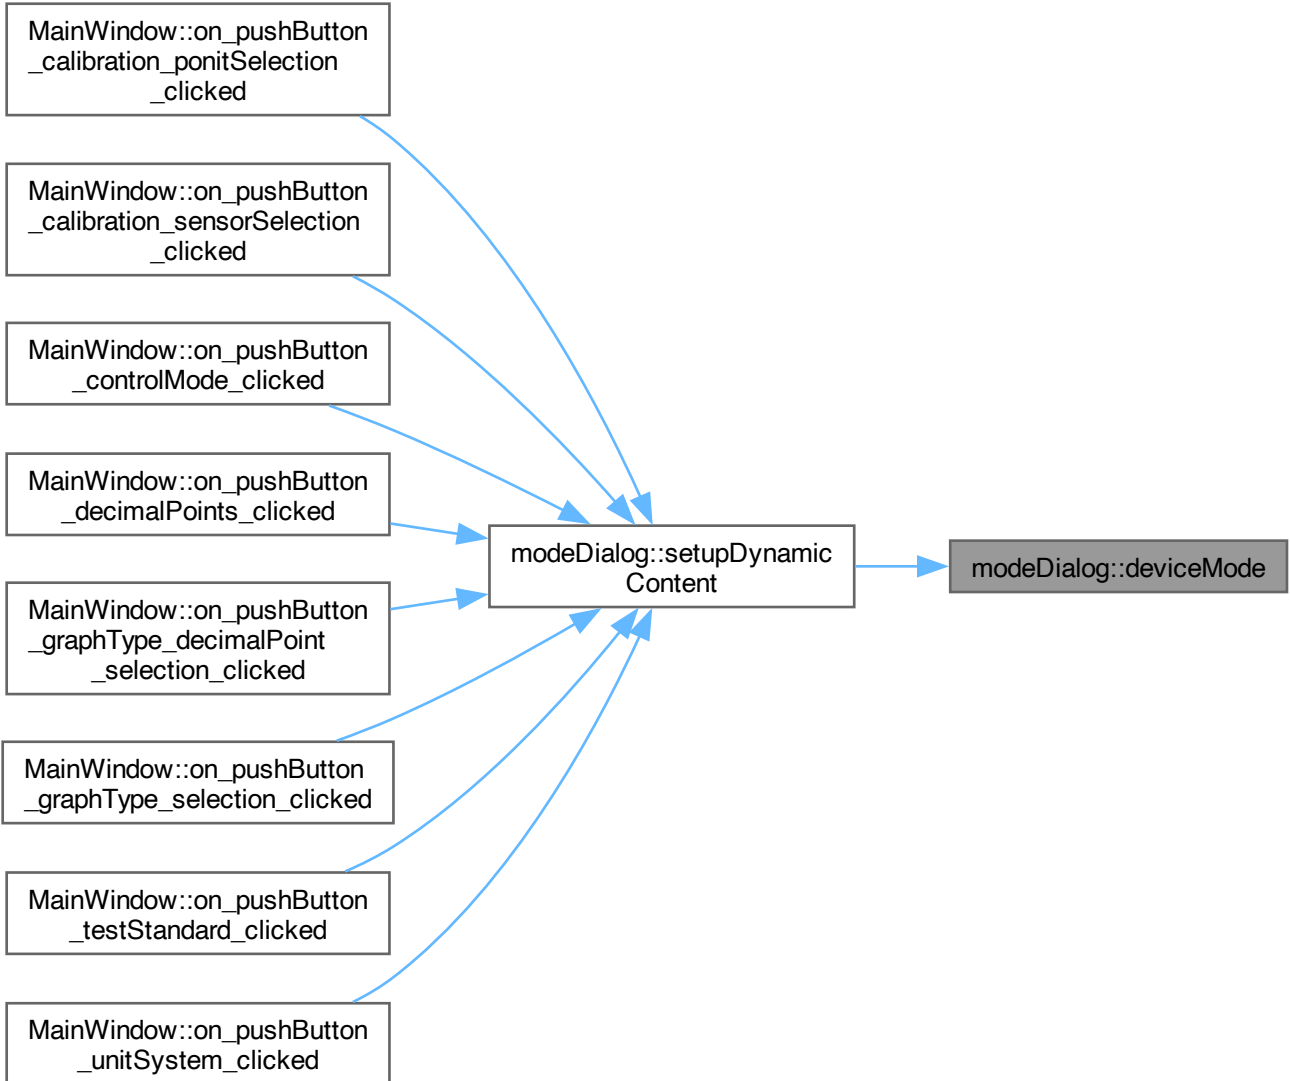 MainWindow::on_pushButton
_calibration_ponitSelection
_clicked
MainWindow::on_pushButton
_calibration_sensorSelection
_clicked
MainWindow::on_pushButton
_controlMode_clicked
MainWindow::on_pushButton
_decimalPoints_clicked
MainWindow::on_pushButton
_graphType_decimalPoint
_selection_clicked
MainWindow::on_pushButton
_graphType_selection_clicked
MainWindow::on_pushButton
_testStandard_clicked
MainWindow::on_pushButton
_unitSystem_clicked
modeDialog::setupDynamic
Content
modeDialog::deviceMode